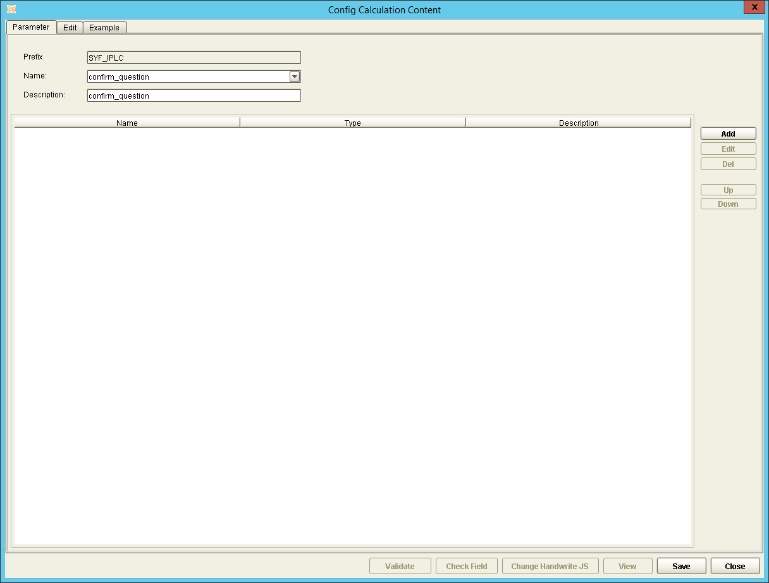 Config Calculation Content
x
Parameter Edit Example
Prefix SYF_IPLC
Name: confirm_question
Description: confirm_question
Name Type Description
Add
Edit
Del
Up
Down
Validate Check Field Change Handwrite JS View Save Close